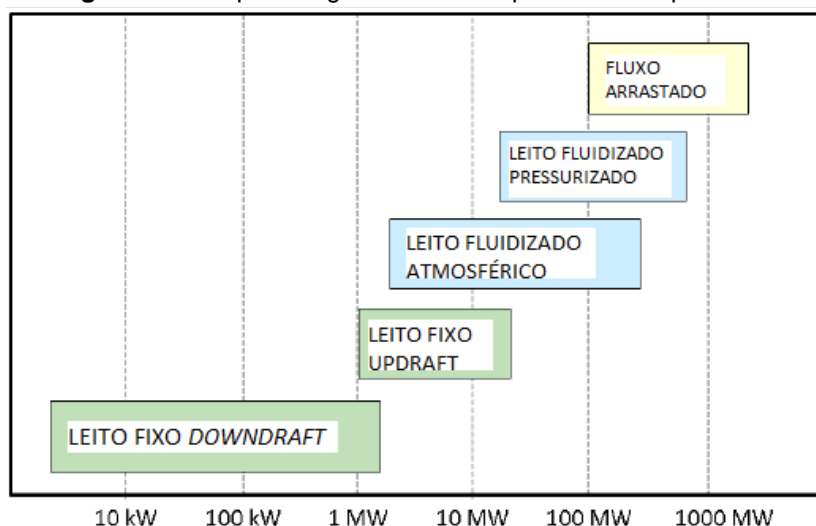 FLUXO
ARRASTADO
LEITO FLUIDIZADO
PRESSURIZADO
LEITO FLUIDIZADO
ATMOSFÉRICO
LEITO FIXO
UPDRAFT
LEITO FIXO DOWNDRAFT
10 kW 100 kW 1 MW 10 MW 100 MW 1000 MW